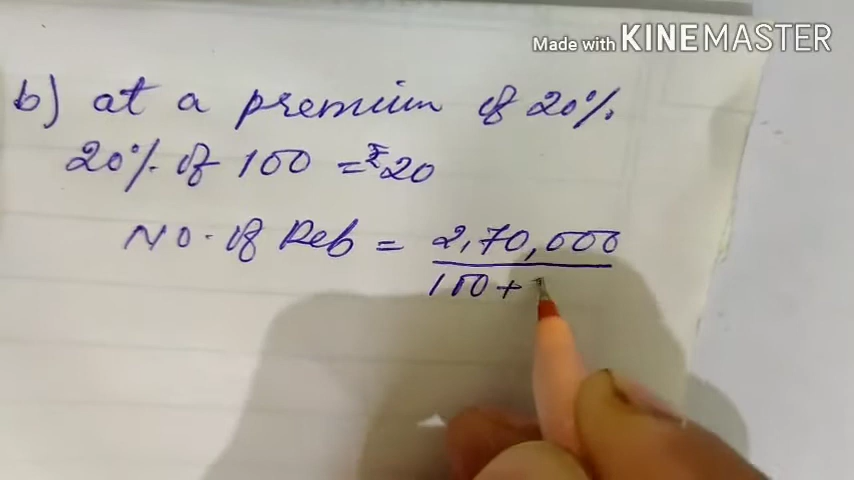 Made with KINEMASTER
b) at a premium of 20%
20% of 100 = ₹20
No. of Deb = 2,70,000
100 +